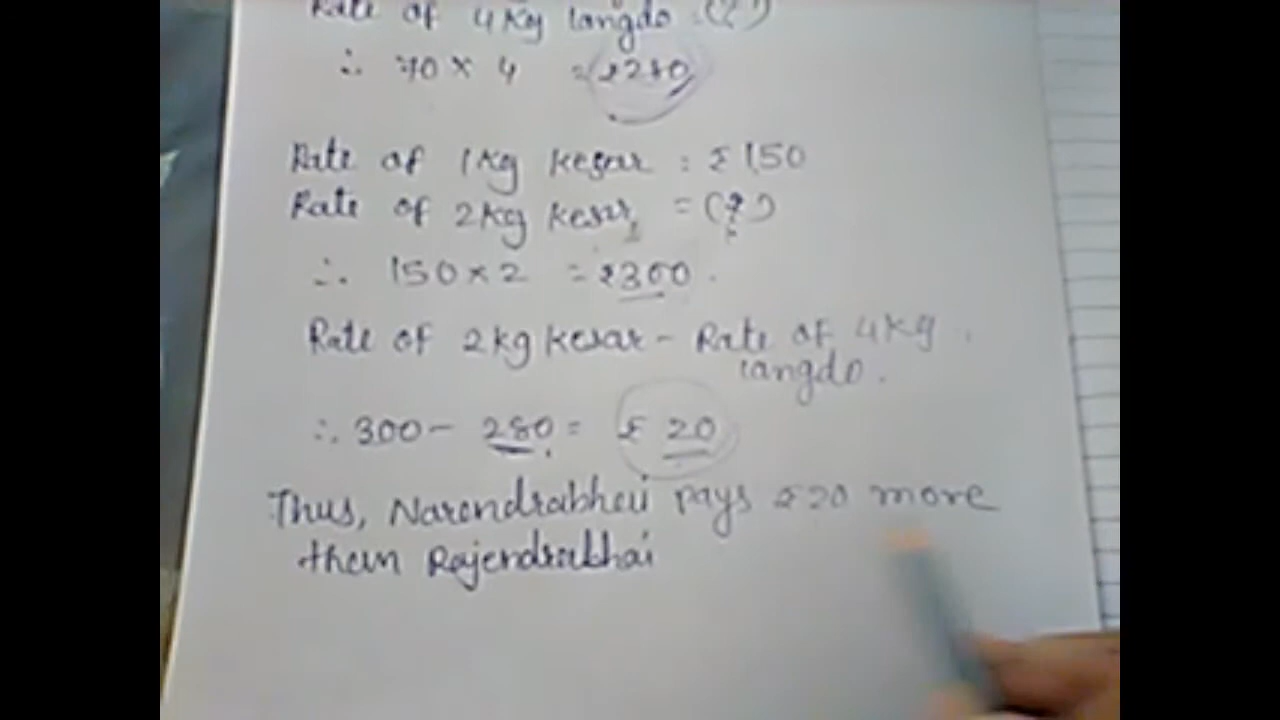 Rate of 4Kg langdo : (?)
∴ 70 × 4 = ₹280
Rate of 1Kg kesar : ₹150
Rate of 2Kg kesar = (?)
∴ 150 × 2 = ₹300.
Rate of 2kg kesar - Rate of 4kg
langdo.
∴ 300 - 280 = ₹ 20
Thus, Narendrabhai pays ₹20 more
than Rajendrabhai